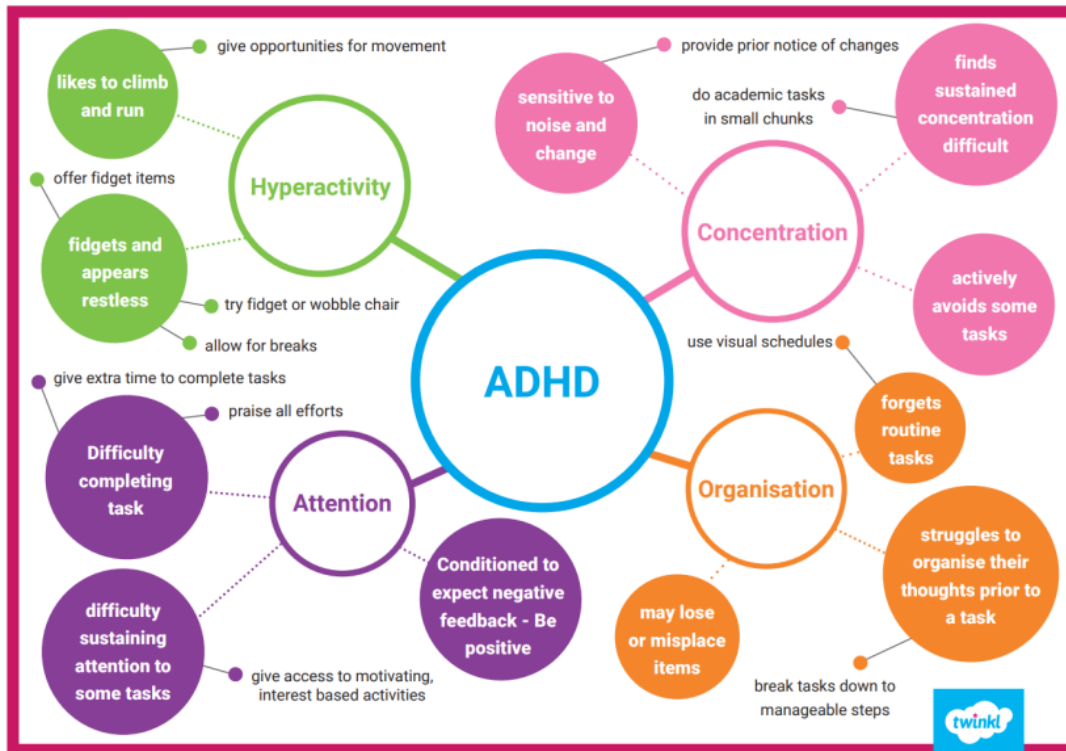 give opportunities for movement
likes to climb
and run
Hyperactivity
offer fidget items
fidgets and
appears
restless
try fidget or wobble chair
allow for breaks
provide prior notice of changes
sensitive to
noise and
change
do academic tasks
in small chunks
finds
sustained
concentration
difficult
Concentration
actively
avoids some
tasks
ADHD
give extra time to complete tasks
praise all efforts
Difficulty
completing
task
Attention
difficulty
sustaining
attention to
some tasks
give access to motivating,
interest based activities
Conditioned to
expect negative
feedback - Be
positive
use visual schedules
forgets
routine
tasks
Organisation
struggles to
organise their
thoughts prior to
a task
may lose
or misplace
items
break tasks down to
manageable steps
twinkl